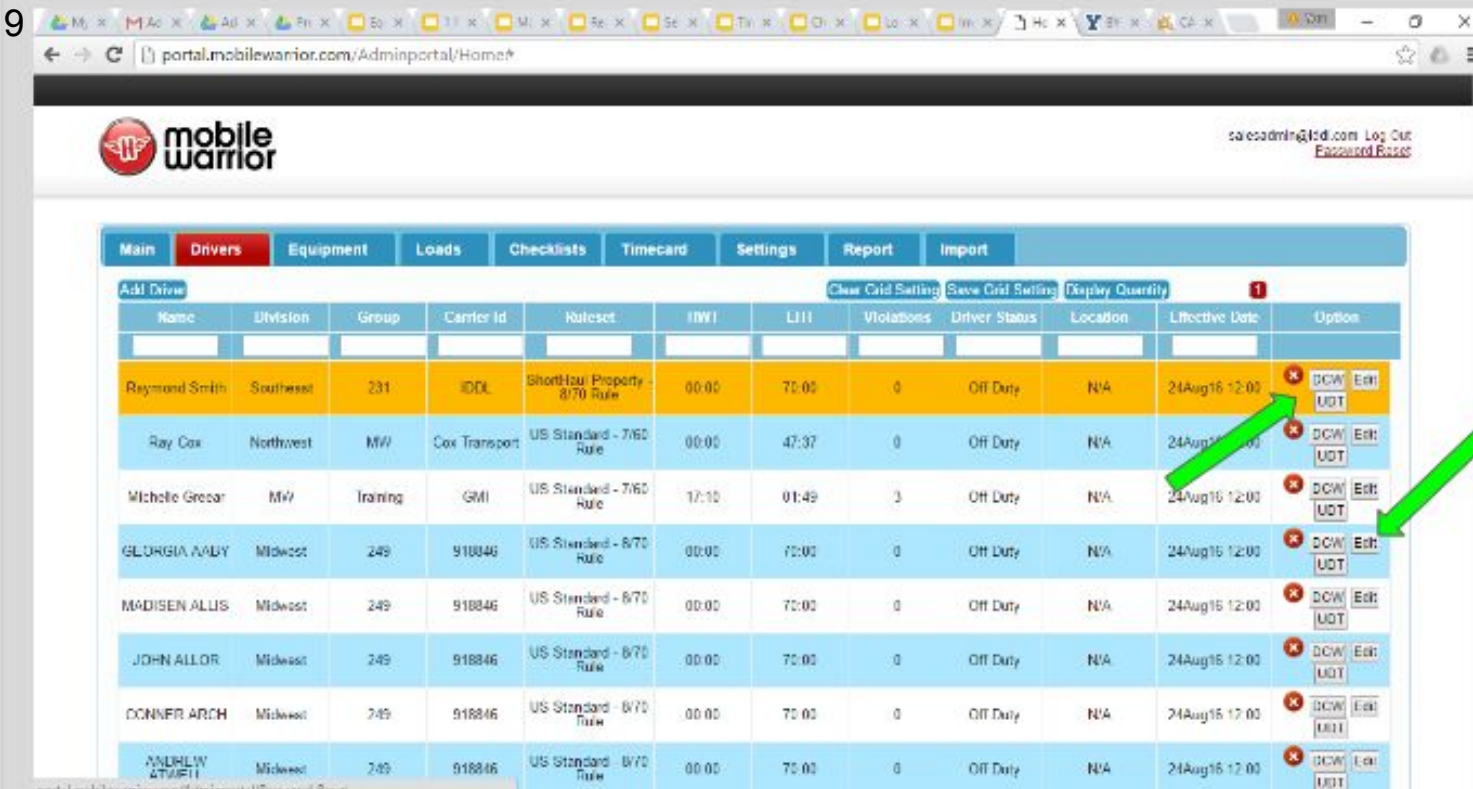 9
portal.mobilewarrior.com/Adminportal/Home#
mobile
warrior
salesadmin@iddl.com Log Out
Password Reset
Main Drivers Equipment Loads Checklists Timecard Settings Report Import
Add Driver Clear Grid Setting Save Grid Setting Display Quantity 1
Name Division Group Carrier Id Ruleset Violations Driver Status Location Effective Date Option
Raymond Smith Southeast 231 IDDL ShortHaul Property - 8/70 Rule 00:00 70:00 0 Off Duty N/A 24Aug16 12:00 DCW Edit
UDT
Ray Cox Northwest MW Cox Transport US Standard - 7/60 Rule 00:00 47:37 0 Off Duty N/A DCW Edit
UDT
Michelle Greear MW Training GMI US Standard - 7/60 Rule 17:10 01:49 3 Off Duty N/A 24Aug16 12:00 DCW Edit
UDT
GEORGIA AABY Midwest 249 918846 US Standard - 8/70 Rule 00:00 70:00 0 Off Duty N/A 24Aug16 12:00 DCW Edit
UDT
MADISEN ALLIS Midwest 249 918846 US Standard - 8/70 Rule 00:00 70:00 0 Off Duty N/A 24Aug16 12:00 DCW Edit
UDT
JOHN ALLOR Midwest 249 918846 US Standard - 8/70 Rule 00:00 70:00 0 Off Duty N/A 24Aug16 12:00 DCW Edit
UDT
CONNER ARCH Midwest 249 918846 US Standard - 8/70 Rule 00:00 70:00 0 Off Duty N/A 24Aug16 12:00 DCW Edit
UDT
ANDREW ATWELL Midwest 249 918846 US Standard - 8/70 Rule 00:00 70:00 0 Off Duty N/A 24Aug16 12:00 DCW Edit
UDT